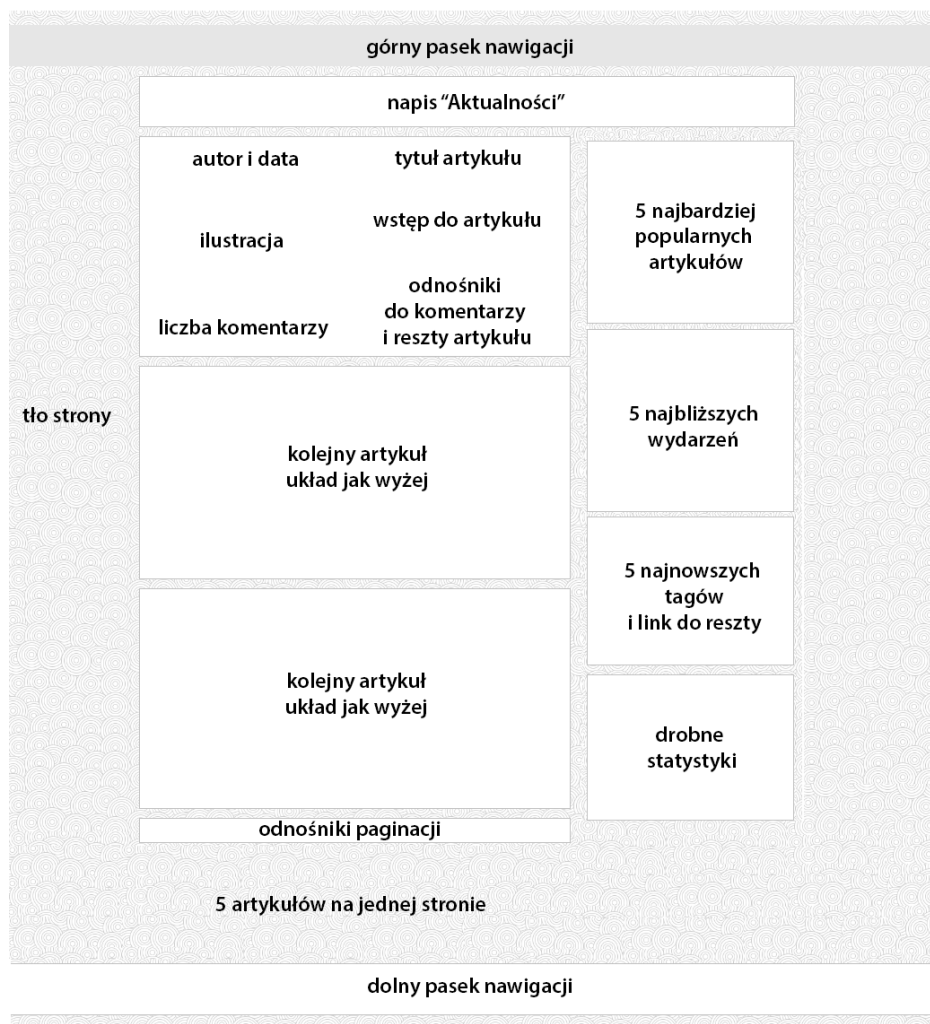 górny pasek nawigacji
napis “Aktualności”
autor i data
tytuł artykułu
ilustracja
wstęp do artykułu
liczba komentarzy
odnośniki
do komentarzy
i reszty artykułu
5 najbardziej
popularnych
artykułów
tło strony
kolejny artykuł
układ jak wyżej
5 najbliższych
wydarzeń
5 najnowszych
tagów
i link do reszty
kolejny artykuł
układ jak wyżej
drobne
statystyki
odnośniki paginacji
5 artykułów na jednej stronie
dolny pasek nawigacji